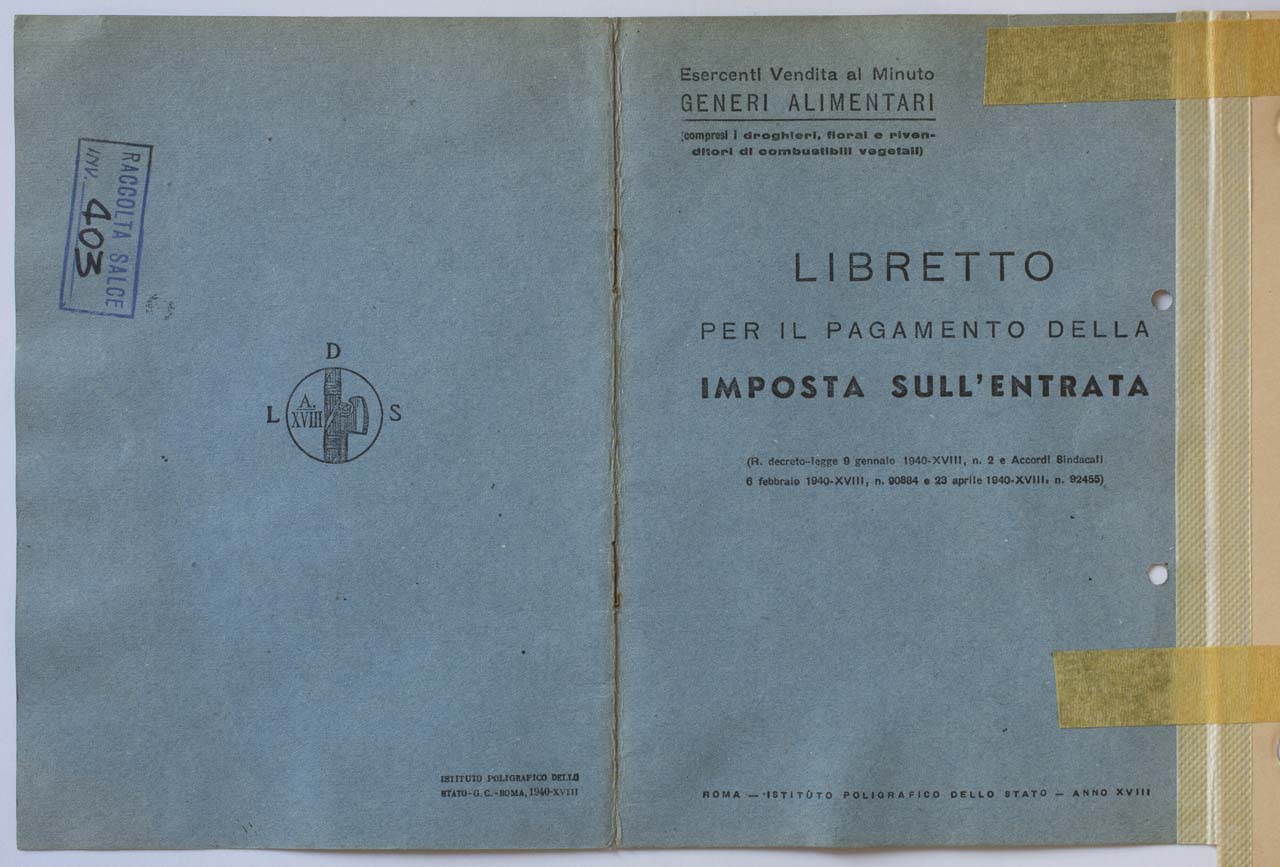 RACCOLTA SALCE
INV. 403
D
L
A.
XVIII
S
ISTITUTO POLIGRAFICO DELLO
STATO-G. C.-ROMA, 1940-XVIII
Esercenti Vendita al Minuto
GENERI ALIMENTARI
(compresi i droghieri, fiorai e riven-
ditori di combustibili vegetali)
LIBRETTO
PER IL PAGAMENTO DELLA
IMPOSTA SULL'ENTRATA
(R. decreto-legge 9 gennaio 1940-XVIII, n. 2 e Accordi Sindacali
6 febbraio 1940-XVIII, n. 90884 e 23 aprile 1940-XVIII, n. 92455)
ROMA — ISTITUTO POLIGRAFICO DELLO STATO — ANNO XVIII